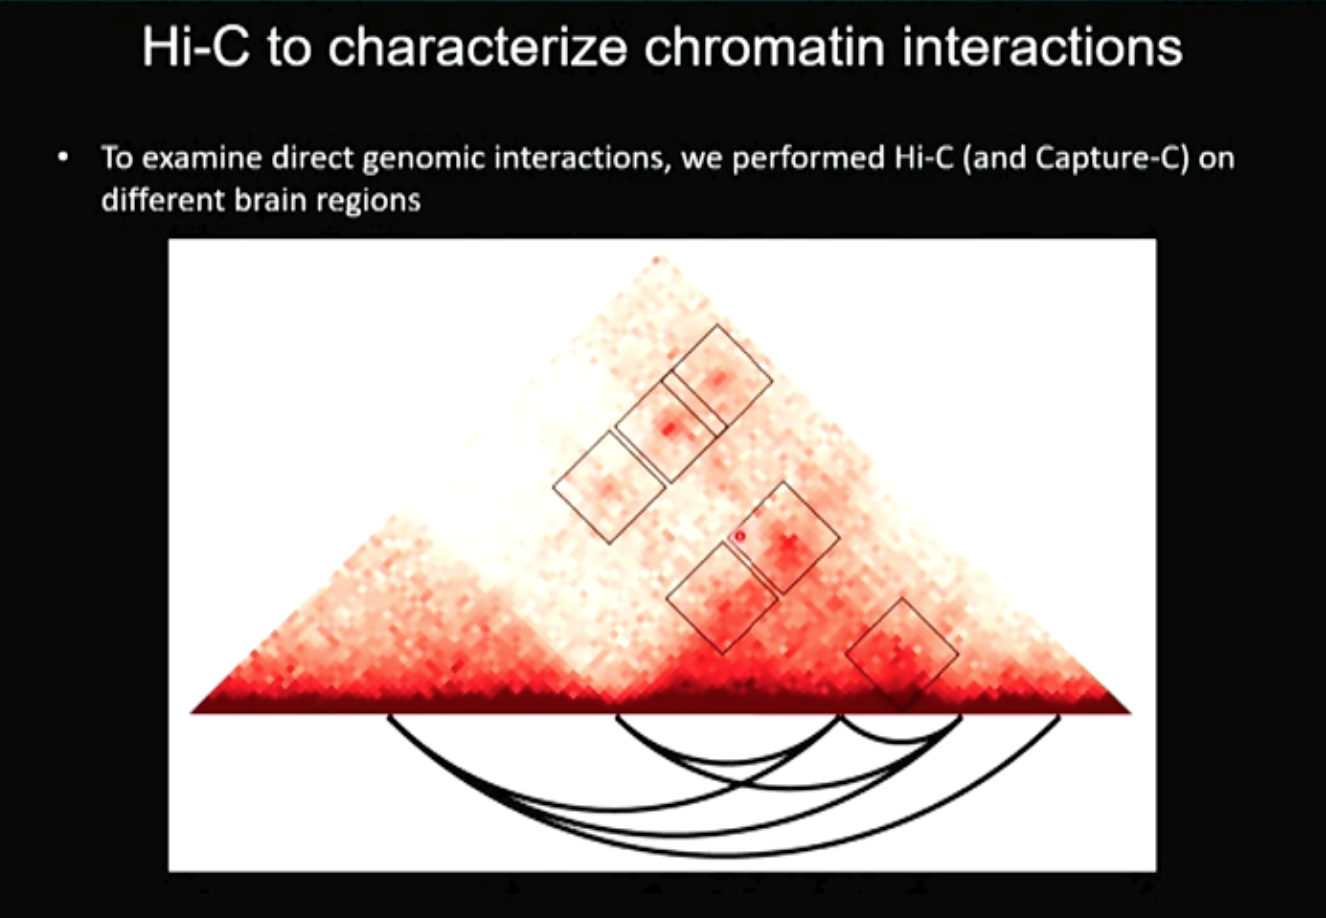 Hi-C to characterize chromatin interactions
• To examine direct genomic interactions, we performed Hi-C (and Capture-C) on
different brain regions